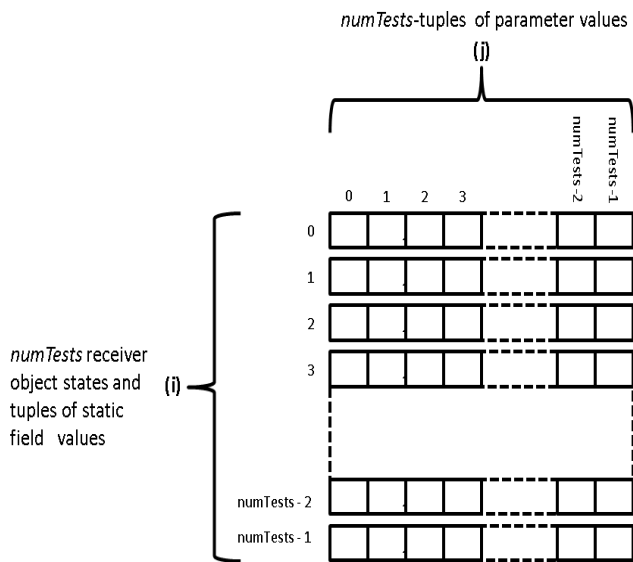 numTests-tuples of parameter values
(j)
numTests -2
numTests -1
0 1 2 3
0
1
2
3
numTests receiver
object states and
tuples of static
field values
(i)
numTests - 2
numTests - 1